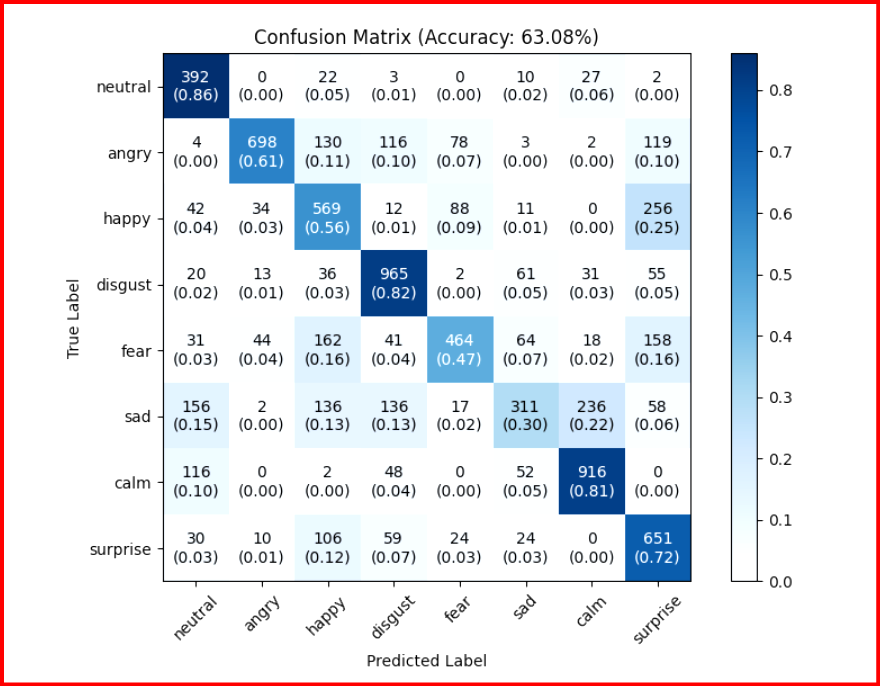 Confusion Matrix (Accuracy: 63.08%)
neutral 392 0 22 3 0 10 27 2
(0.86) (0.00) (0.05) (0.01) (0.00) (0.02) (0.06) (0.00)
angry 4 698 130 116 78 3 2 119
(0.00) (0.61) (0.11) (0.10) (0.07) (0.00) (0.00) (0.10)
happy 42 34 569 12 88 11 0 256
(0.04) (0.03) (0.56) (0.01) (0.09) (0.01) (0.00) (0.25)
disgust 20 13 36 965 2 61 31 55
(0.02) (0.01) (0.03) (0.82) (0.00) (0.05) (0.03) (0.05)
fear 31 44 162 41 464 64 18 158
(0.03) (0.04) (0.16) (0.04) (0.47) (0.07) (0.02) (0.16)
sad 156 2 136 136 17 311 236 58
(0.15) (0.00) (0.13) (0.13) (0.02) (0.30) (0.22) (0.06)
calm 116 0 2 48 0 52 916 0
(0.10) (0.00) (0.00) (0.04) (0.00) (0.05) (0.81) (0.00)
surprise 30 10 106 59 24 24 0 651
(0.03) (0.01) (0.12) (0.07) (0.03) (0.03) (0.00) (0.72)
neutral angry happy disgust fear sad calm surprise
Predicted Label
True Label
0.8
0.7
0.6
0.5
0.4
0.3
0.2
0.1
0.0